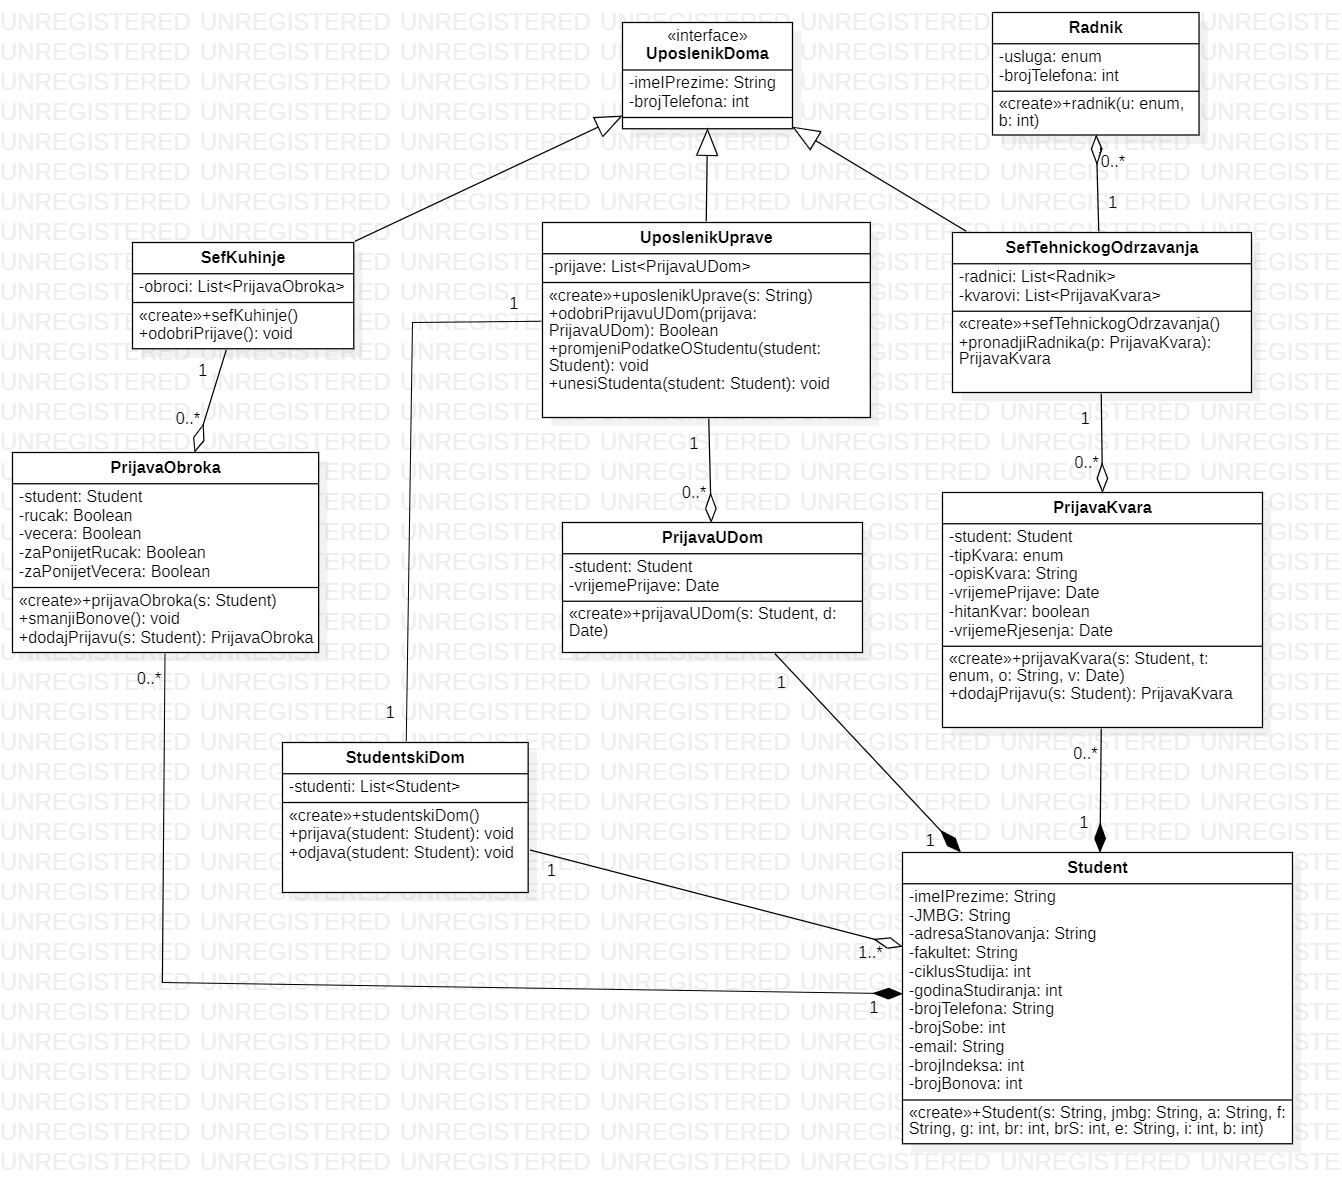 «interface»
UposlenikDoma
-imeIPrezime: String
-brojTelefona: int
Radnik
-usluga: enum
-brojTelefona: int
«create»+radnik(u: enum,
b: int)
0..*
1
SefKuhinje
-obroci: List<PrijavaObroka>
«create»+sefKuhinje()
+odobriPrijave(): void
1
0..*
UposlenikUprave
-prijave: List<PrijavaUDom>
«create»+uposlenikUprave(s: String)
+odobriPrijavuUDom(prijava:
PrijavaUDom): Boolean
+promjeniPodatkeOStudentu(student:
Student): void
+unesiStudenta(student: Student): void
1
1
0..*
SefTehnickogOdrzavanja
-radnici: List<Radnik>
-kvarovi: List<PrijavaKvara>
«create»+sefTehnickogOdrzavanja()
+pronadjiRadnika(p: PrijavaKvara):
PrijavaKvara
1
0..*
PrijavaObroka
-student: Student
-rucak: Boolean
-vecera: Boolean
-zaPonijetRucak: Boolean
-zaPonijetVecera: Boolean
«create»+prijavaObroka(s: Student)
+smanjiBonove(): void
+dodajPrijavu(s: Student): PrijavaObroka
0..*
PrijavaUDom
-student: Student
-vrijemePrijave: Date
«create»+prijavaUDom(s: Student, d:
Date)
1
1
PrijavaKvara
-student: Student
-tipKvara: enum
-opisKvara: String
-vrijemePrijave: Date
-hitanKvar: boolean
-vrijemeRjesenja: Date
«create»+prijavaKvara(s: Student, t:
enum, o: String, v: Date)
+dodajPrijavu(s: Student): PrijavaKvara
0..*
1
1
StudentskiDom
-studenti: List<Student>
«create»+studentskiDom()
+prijava(student: Student): void
+odjava(student: Student): void
1
1..*
1
Student
-imeIPrezime: String
-JMBG: String
-adresaStanovanja: String
-fakultet: String
-ciklusStudija: int
-godinaStudiranja: int
-brojTelefona: String
-brojSobe: int
-email: String
-brojIndeksa: int
-brojBonova: int
«create»+Student(s: String, jmbg: String, a: String, f:
String, g: int, br: int, brS: int, e: String, i: int, b: int)